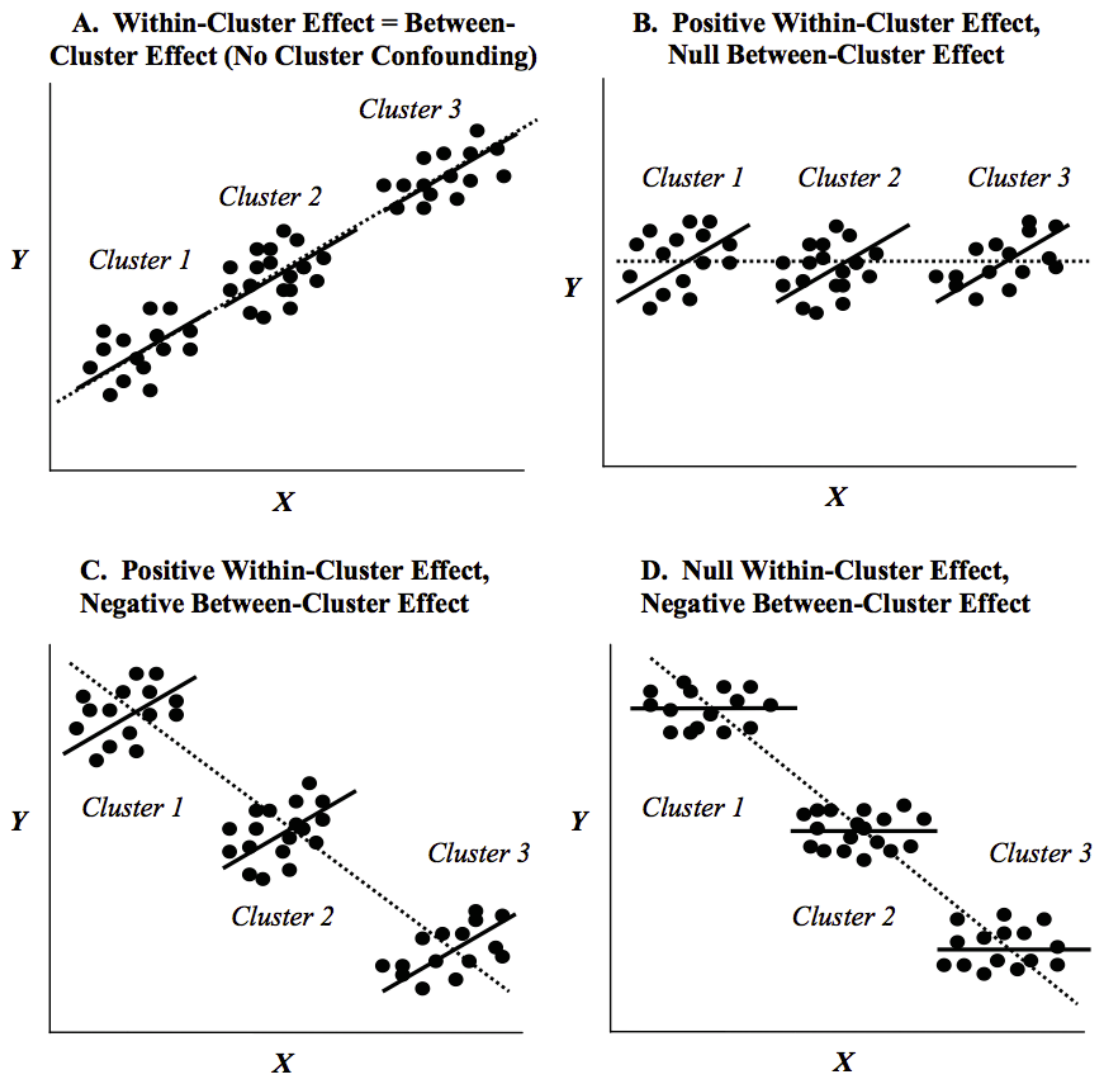 A. Within-Cluster Effect = Between-
Cluster Effect (No Cluster Confounding)
Cluster 3
Cluster 2
Cluster 1
Y
X
B. Positive Within-Cluster Effect,
Null Between-Cluster Effect
Cluster 1
Cluster 2
Cluster 3
Y
X
C. Positive Within-Cluster Effect,
Negative Between-Cluster Effect
Cluster 1
Y
Cluster 3
Cluster 2
X
D. Null Within-Cluster Effect,
Negative Between-Cluster Effect
Cluster 1
Y
Cluster 3
Cluster 2
X